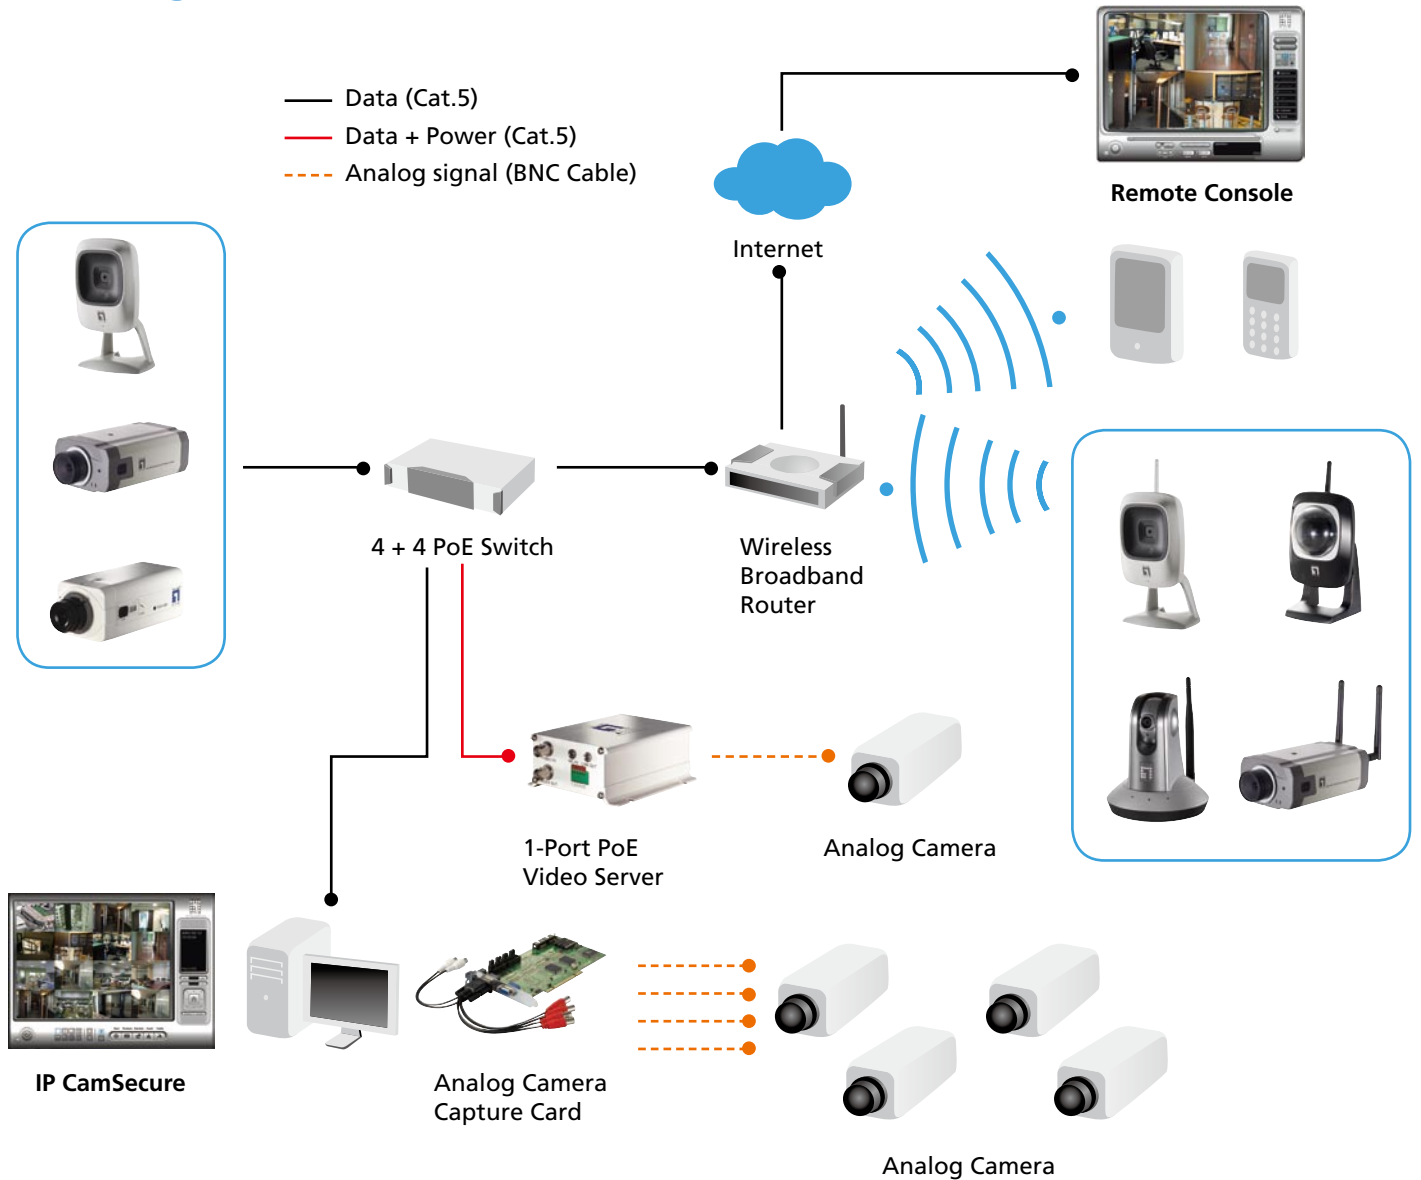 Data (Cat.5)
Data + Power (Cat.5)
Analog signal (BNC Cable)
Remote Console
Internet
4 + 4 PoE Switch
Wireless
Broadband
Router
1-Port PoE
Video Server
Analog Camera
IP CamSecure
Analog Camera
Capture Card
Analog Camera